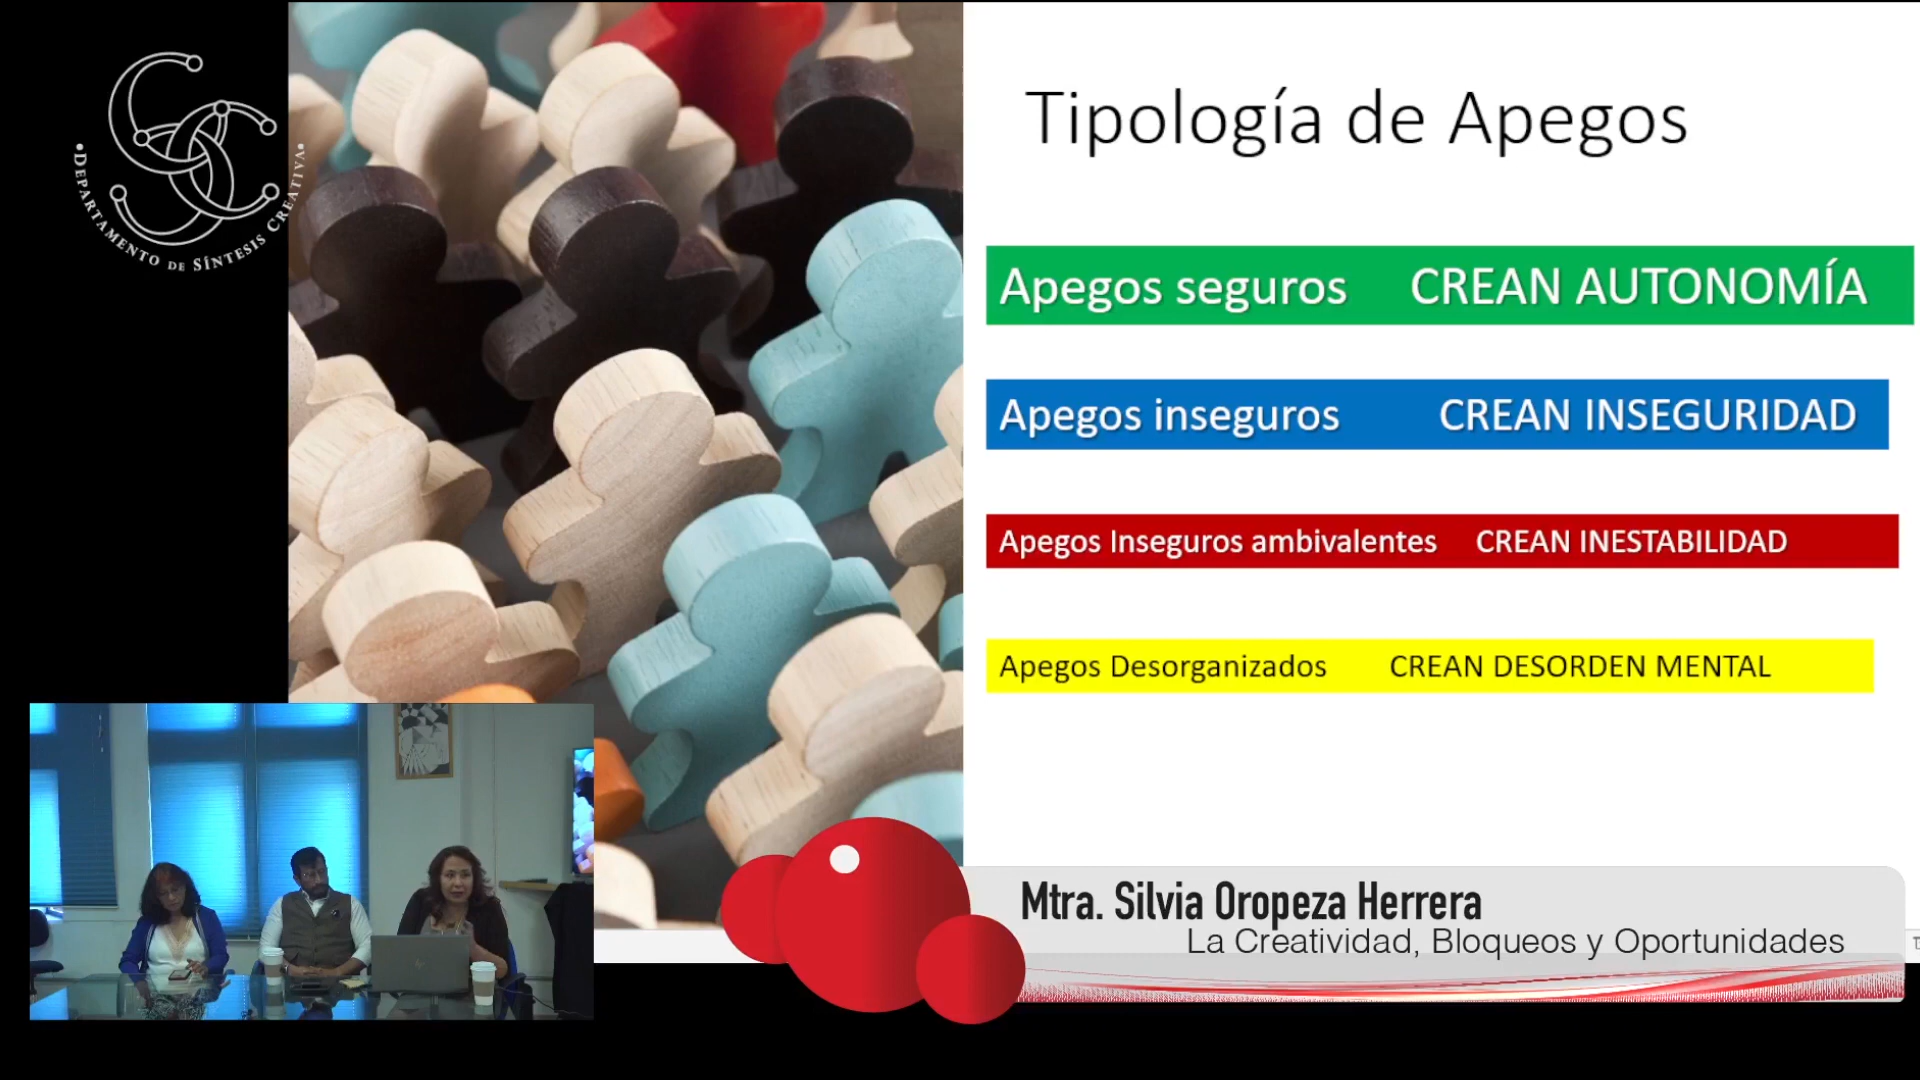 •DEPARTAMENTO DE SÍNTESIS CREATIVA•
Tipología de Apegos
Apegos seguros CREAN AUTONOMÍA
Apegos inseguros CREAN INSEGURIDAD
Apegos Inseguros ambivalentes CREAN INESTABILIDAD
Apegos Desorganizados CREAN DESORDEN MENTAL
Mtra. Silvia Oropeza Herrera
La Creatividad, Bloqueos y Oportunidades